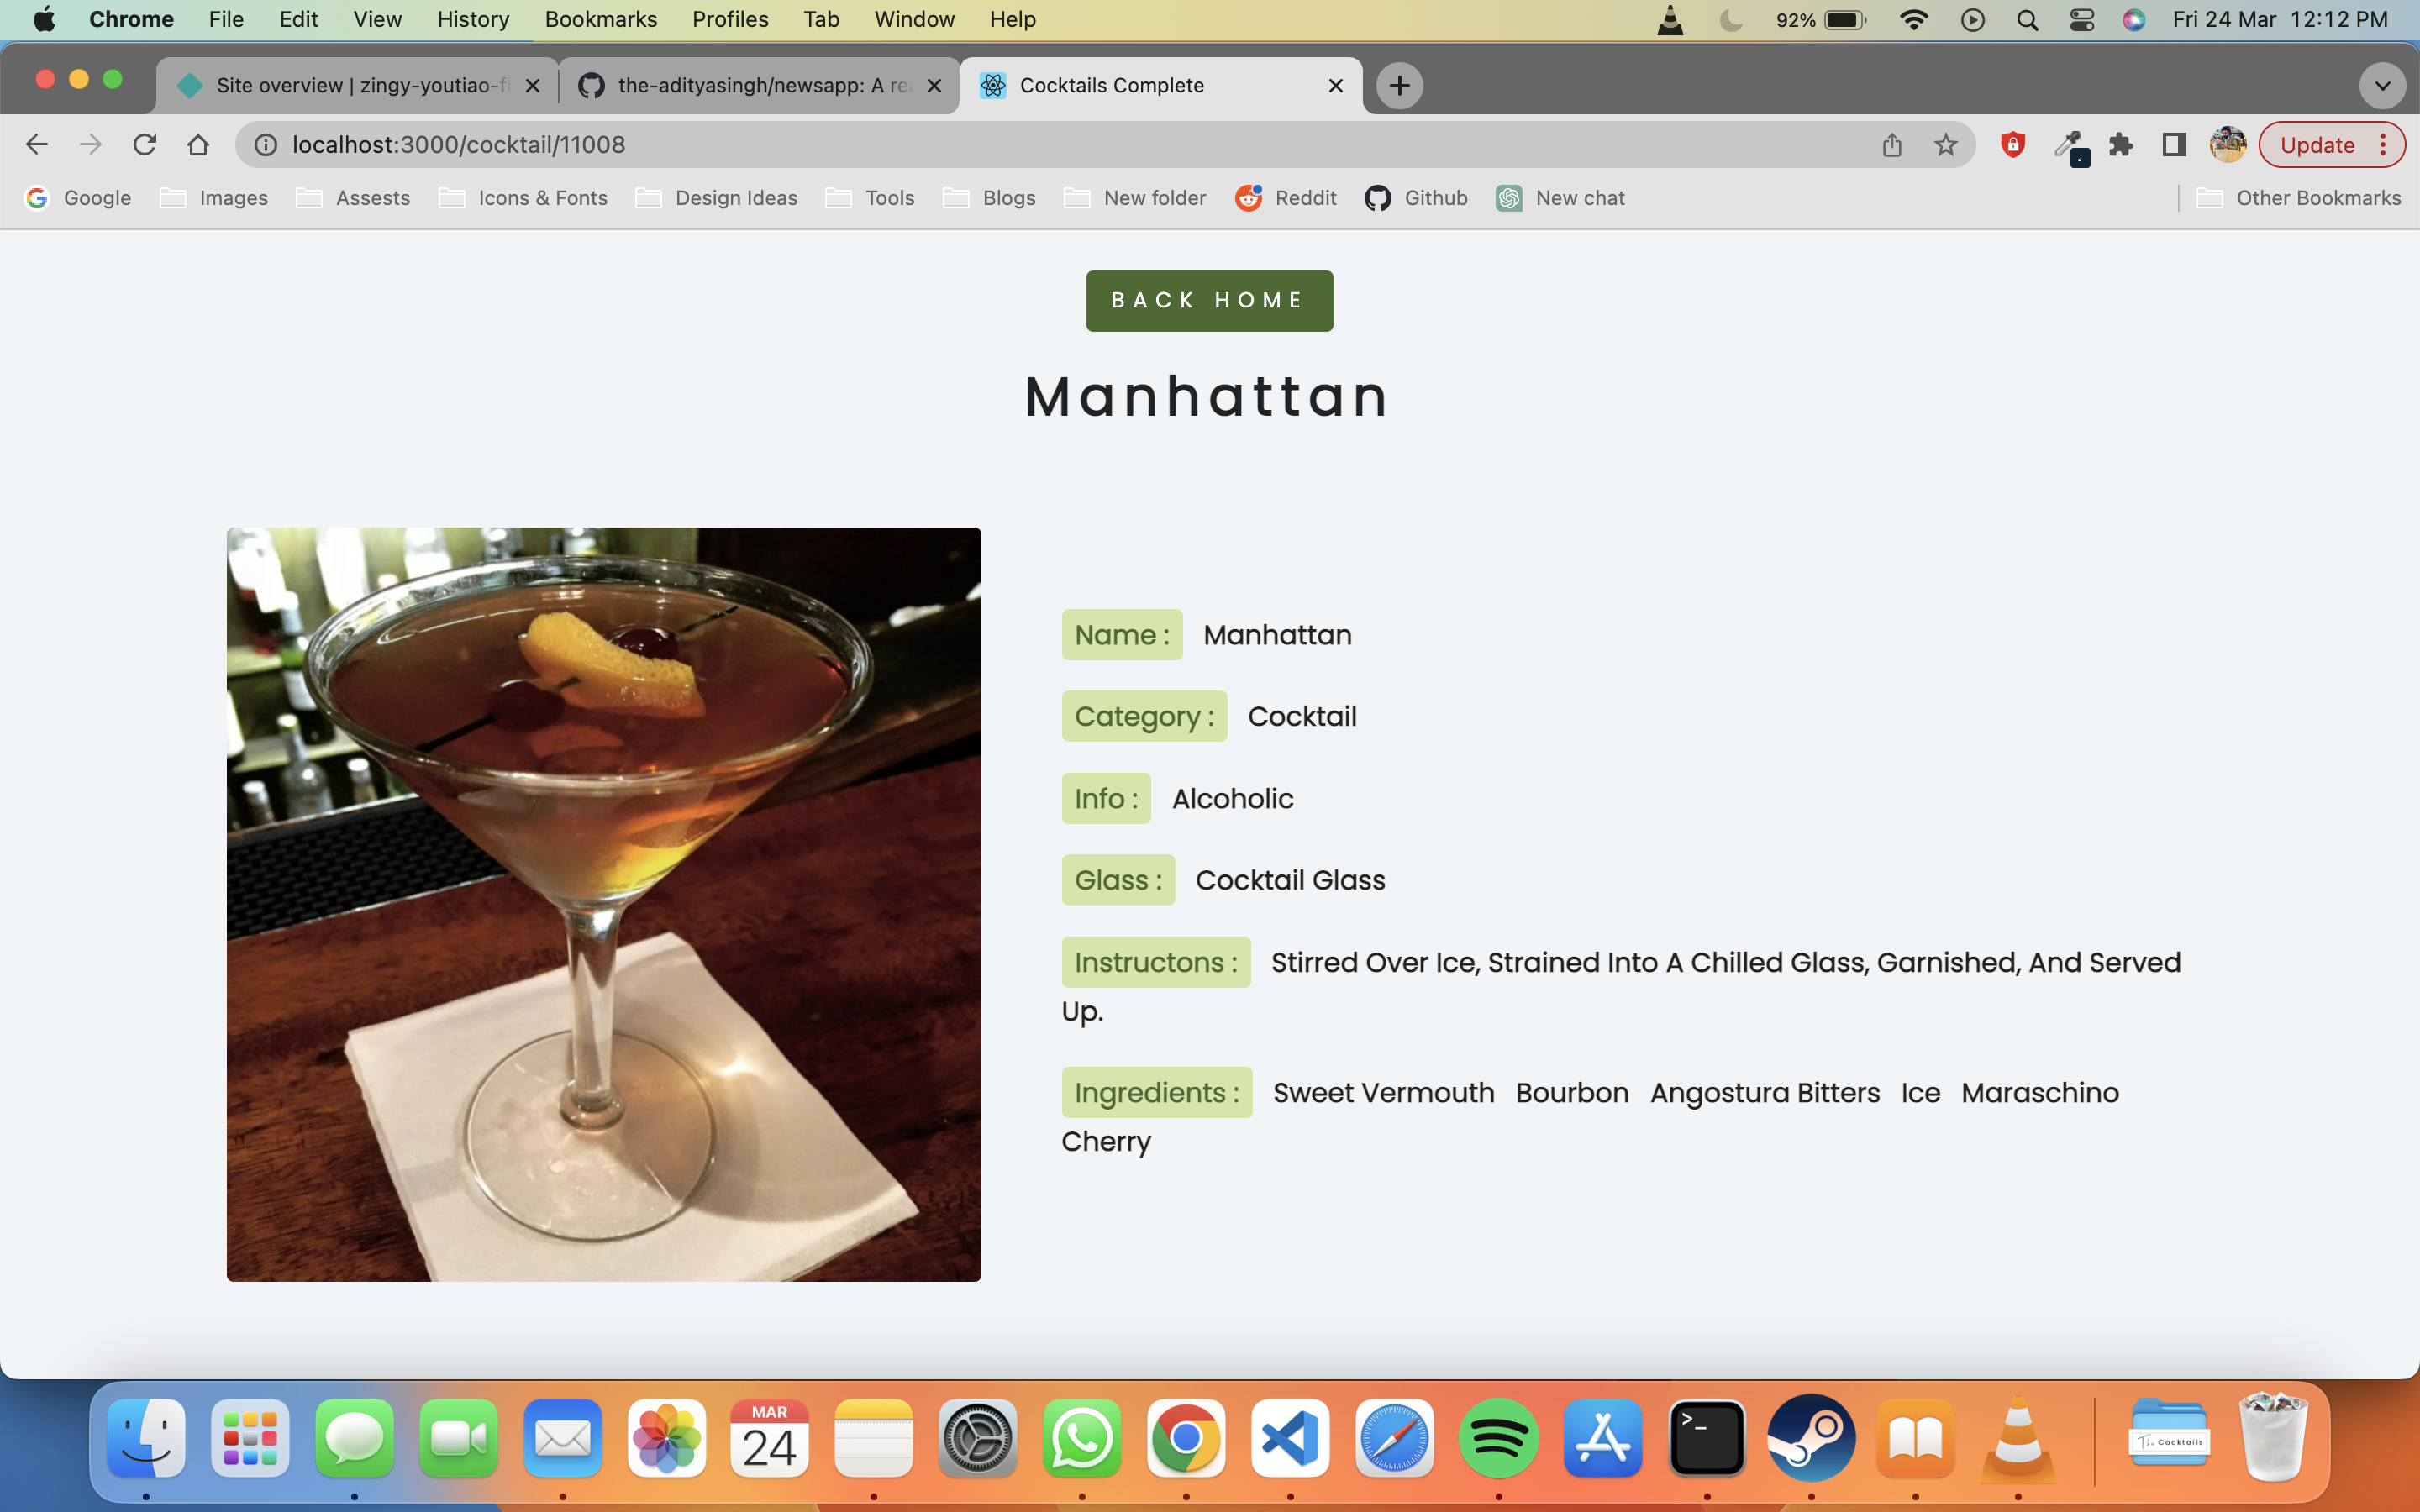 Chrome File Edit View History Bookmarks Profiles Tab Window Help 92% Fri 24 Mar 12:12 PM
Site overview | zingy-youtiao-fl the-adityasingh/newsapp: A rea Cocktails Complete
localhost:3000/cocktail/11008 Update
Google Images Assests Icons & Fonts Design Ideas Tools Blogs New folder Reddit Github New chat Other Bookmarks
BACK HOME
Manhattan
Name : Manhattan
Category : Cocktail
Info : Alcoholic
Glass : Cocktail Glass
Instructons : Stirred Over Ice, Strained Into A Chilled Glass, Garnished, And Served
Up.
Ingredients : Sweet Vermouth Bourbon Angostura Bitters Ice Maraschino
Cherry
MAR
24
The Cocktails